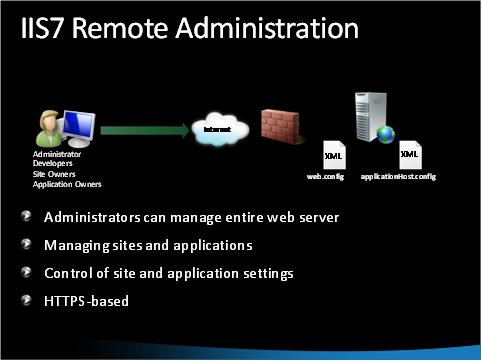 IIS7 Remote Administration
IIS7
Internet
Administrator
Developers
Site Owners
Application Owners
XML
XML
web.config
applicationHost.config
Administrators can manage entire web server
Managing sites and applications
Control of site and application settings
HTTPS-based